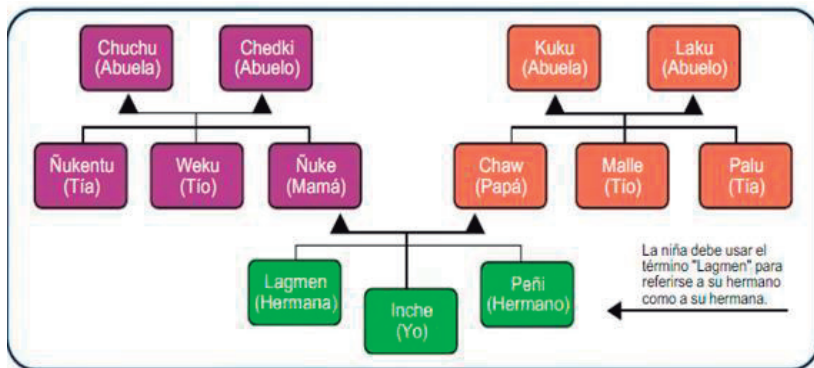 Chuchu
(Abuela)
Chedki
(Abuelo)
Kuku
(Abuela)
Laku
(Abuelo)
Ñukentu
(Tía)
Weku
(Tío)
Ñuke
(Mamá)
Chaw
(Papá)
Malle
(Tío)
Palu
(Tía)
Lagmen
(Hermana)
Inche
(Yo)
Peñi
(Hermano)
La niña debe usar el
término "Lagmen" para
referirse a su hermano
como a su hermana.